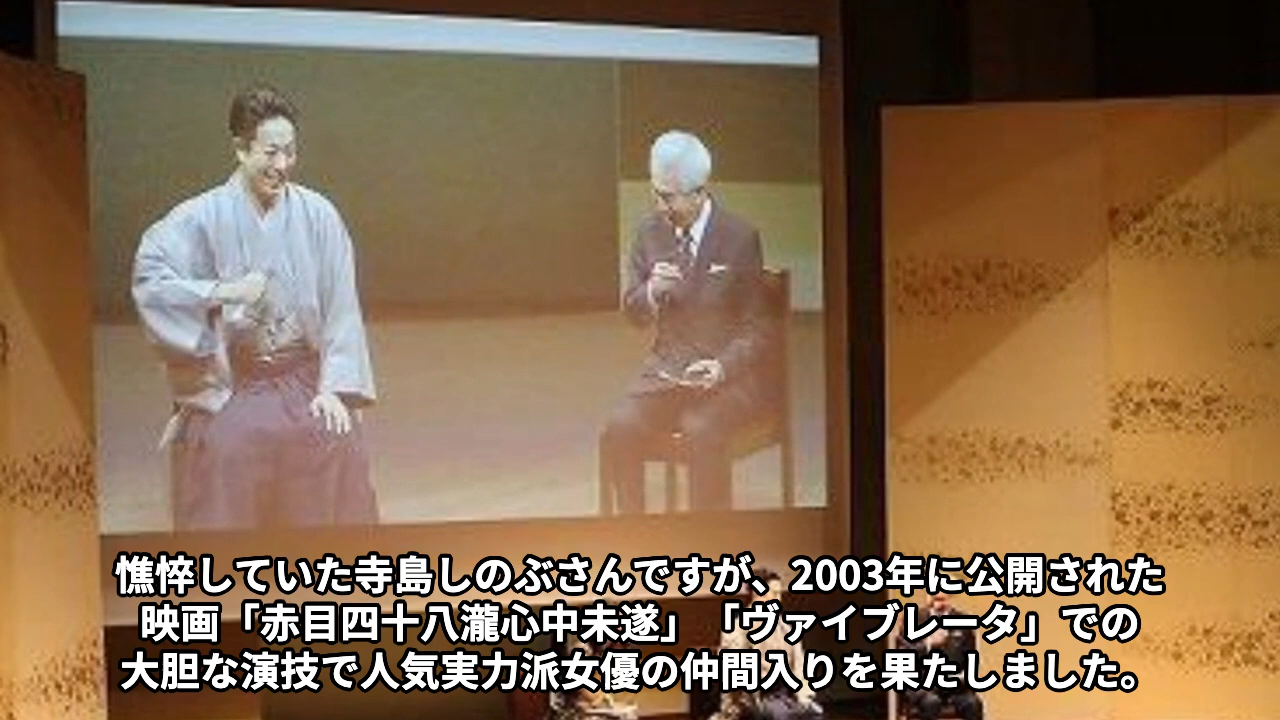 憔悴していた寺島しのぶさんですが、2003年に公開された
映画「赤目四十八瀧心中未遂」「ヴァイブレータ」での
大胆な演技で人気実力派女優の仲間入りを果たしました。